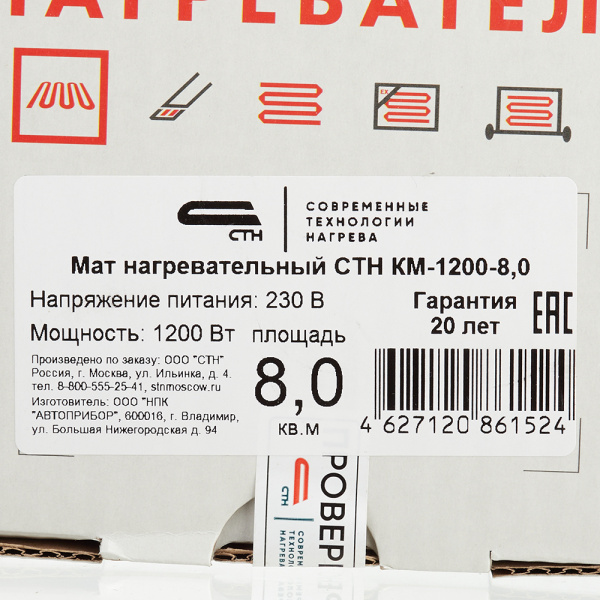 НАГРЕВАТЕЛ
EX
СТН
СОВРЕМЕННЫЕ
ТЕХНОЛОГИИ
НАГРЕВА
Мат нагревательный СТН КМ-1200-8,0
Напряжение питания: 230 В
Гарантия
20 лет
ЕАС
Мощность: 1200 Вт площадь
8,0
кв.м
Произведено по заказу: ООО "СТН"
Россия, г. Москва, ул. Ильинка, д. 4.
тел. 8-800-555-25-41, stnmoscow.ru
Изготовитель: ООО "НПК
"АВТОПРИБОР", 600016, г. Владимир,
ул. Большая Нижегородская д. 94
4 627120 861524
СТН
СОВРЕМЕННЫЕ
ТЕХНОЛОГ
НАГРЕВА
ПРОВЕР